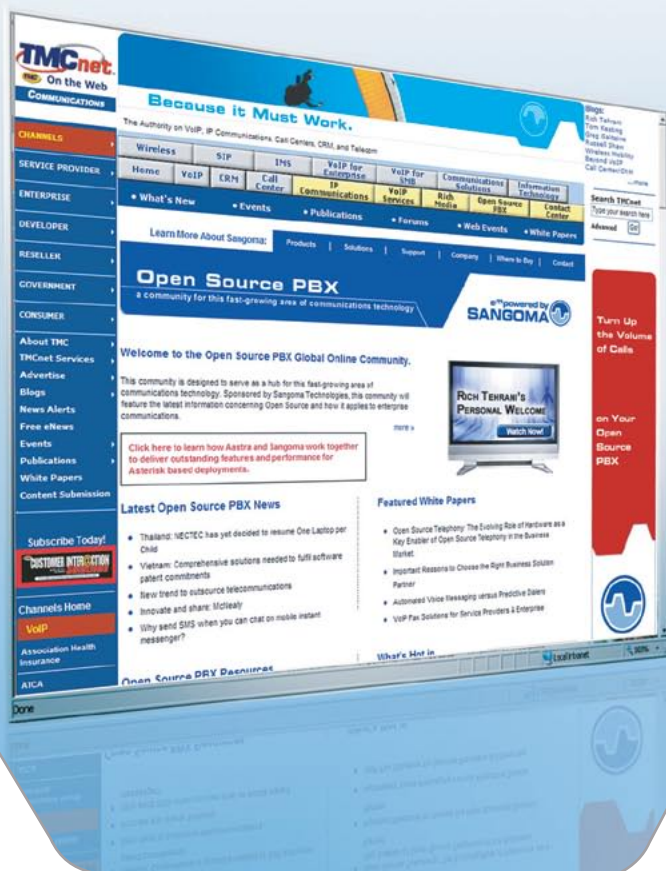 TMCnet.
TMC On the Web
COMMUNICATIONS
CHANNELS
SERVICE PROVIDER
ENTERPRISE
DEVELOPER
RESELLER
GOVERNMENT
CONSUMER
About TMC
TMCnet Services
Advertise
Blogs
News Alerts
Free eNews
Events
Publications
White Papers
Content Submission
Subscribe Today!
CUSTOMER INTER@CTION
Channels Home
VoIP
Association Health
Insurance
AICA
Done
Because it Must Work.
The Authority on VoIP, IP Communications, Call Centers, CRM, and Telecom
Wireless SIP IMS VoIP for Enterprise VoIP for SMB Communications Solutions Information Technology
Home VoIP CRM Call Center IP Communications VoIP Services Rich Media Open Source PBX Contact Center
• What's New • Events • Publications • Forums • Web Events • White Papers
Learn More About Sangoma: Products | Solutions | Support | Company | Where to Buy | Contact
Open Source PBX
a community for this fast-growing area of communications technology
empowered by
SANGOMA
Welcome to the Open Source PBX Global Online Community.
This community is designed to serve as a hub for this fast-growing area of
communications technology. Sponsored by Sangoma Technologies, this community will
feature the latest information concerning Open Source and how it applies to enterprise
communications.
more »
Click here to learn how Aastra and Sangoma work together
to deliver outstanding features and performance for
Asterisk based deployments.
RICH TEHRANI'S
PERSONAL WELCOME
Watch Now!
Latest Open Source PBX News
• Thailand: NECTEC has yet decided to resume One Laptop per
Child
• Vietnam: Comprehensive solutions needed to fulfil software
patent commitments
• New trend to outsource telecommunications
• Innovate and share: McNealy
• Why send SMS when you can chat on mobile instant
messenger?
Open Source PBX Resources
Featured White Papers
• Open Source Telephony: The Evolving Role of Hardware as a
Key Enabler of Open Source Telephony in the Business
Market
• Important Reasons to Choose the Right Business Solution
Partner
• Automated Voice Messaging versus Predictive Dialers
• VoIP Fax Solutions for Service Providers & Enterprise
What's Hot in
Blogs:
Rich Tehrani
Tom Keating
Greg Galitzine
Russell Shaw
Wireless Mobility
Beyond VoIP
Call Center/CRM
...more
Search TMCnet
Type your search here
Advanced Go
Turn Up
the Volume
of Calls
on Your
Open
Source
PBX
Local intranet